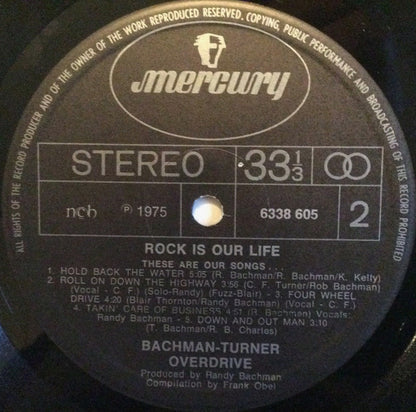 ALL RIGHTS OF THE RECORD PRODUCER AND OF THE OWNER OF THE WORK REPRODUCED RESERVED. COPYING, PUBLIC PERFORMANCE AND BROADCASTING OF THIS RECORD PROHIBITED
mercury
STEREO 33 1/3
ncb ℗ 1975 6338 605 2
ROCK IS OUR LIFE
THESE ARE OUR SONGS...
1. HOLD BACK THE WATER 5:05 (R. Bachman/R. Bachman/K. Kelly)
2. ROLL ON DOWN THE HIGHWAY 3:56 (C. F. Turner/Rob Bachman)
(Vocal - C. F.) (Solo-Randy) (Fuzz-Blair) - 3. FOUR WHEEL
DRIVE 4:20 (Blair Thornton/Randy Bachman) (Vocal - C. F.)
- 4. TAKIN' CARE OF BUSINESS 4:51 (R. Bachman) Vocals:
Randy Bachman - 5. DOWN AND OUT MAN 3:10
(T. Bachman/R. B. Charles)
BACHMAN-TURNER
OVERDRIVE
Produced by Randy Bachman
Compilation by Frank Obel